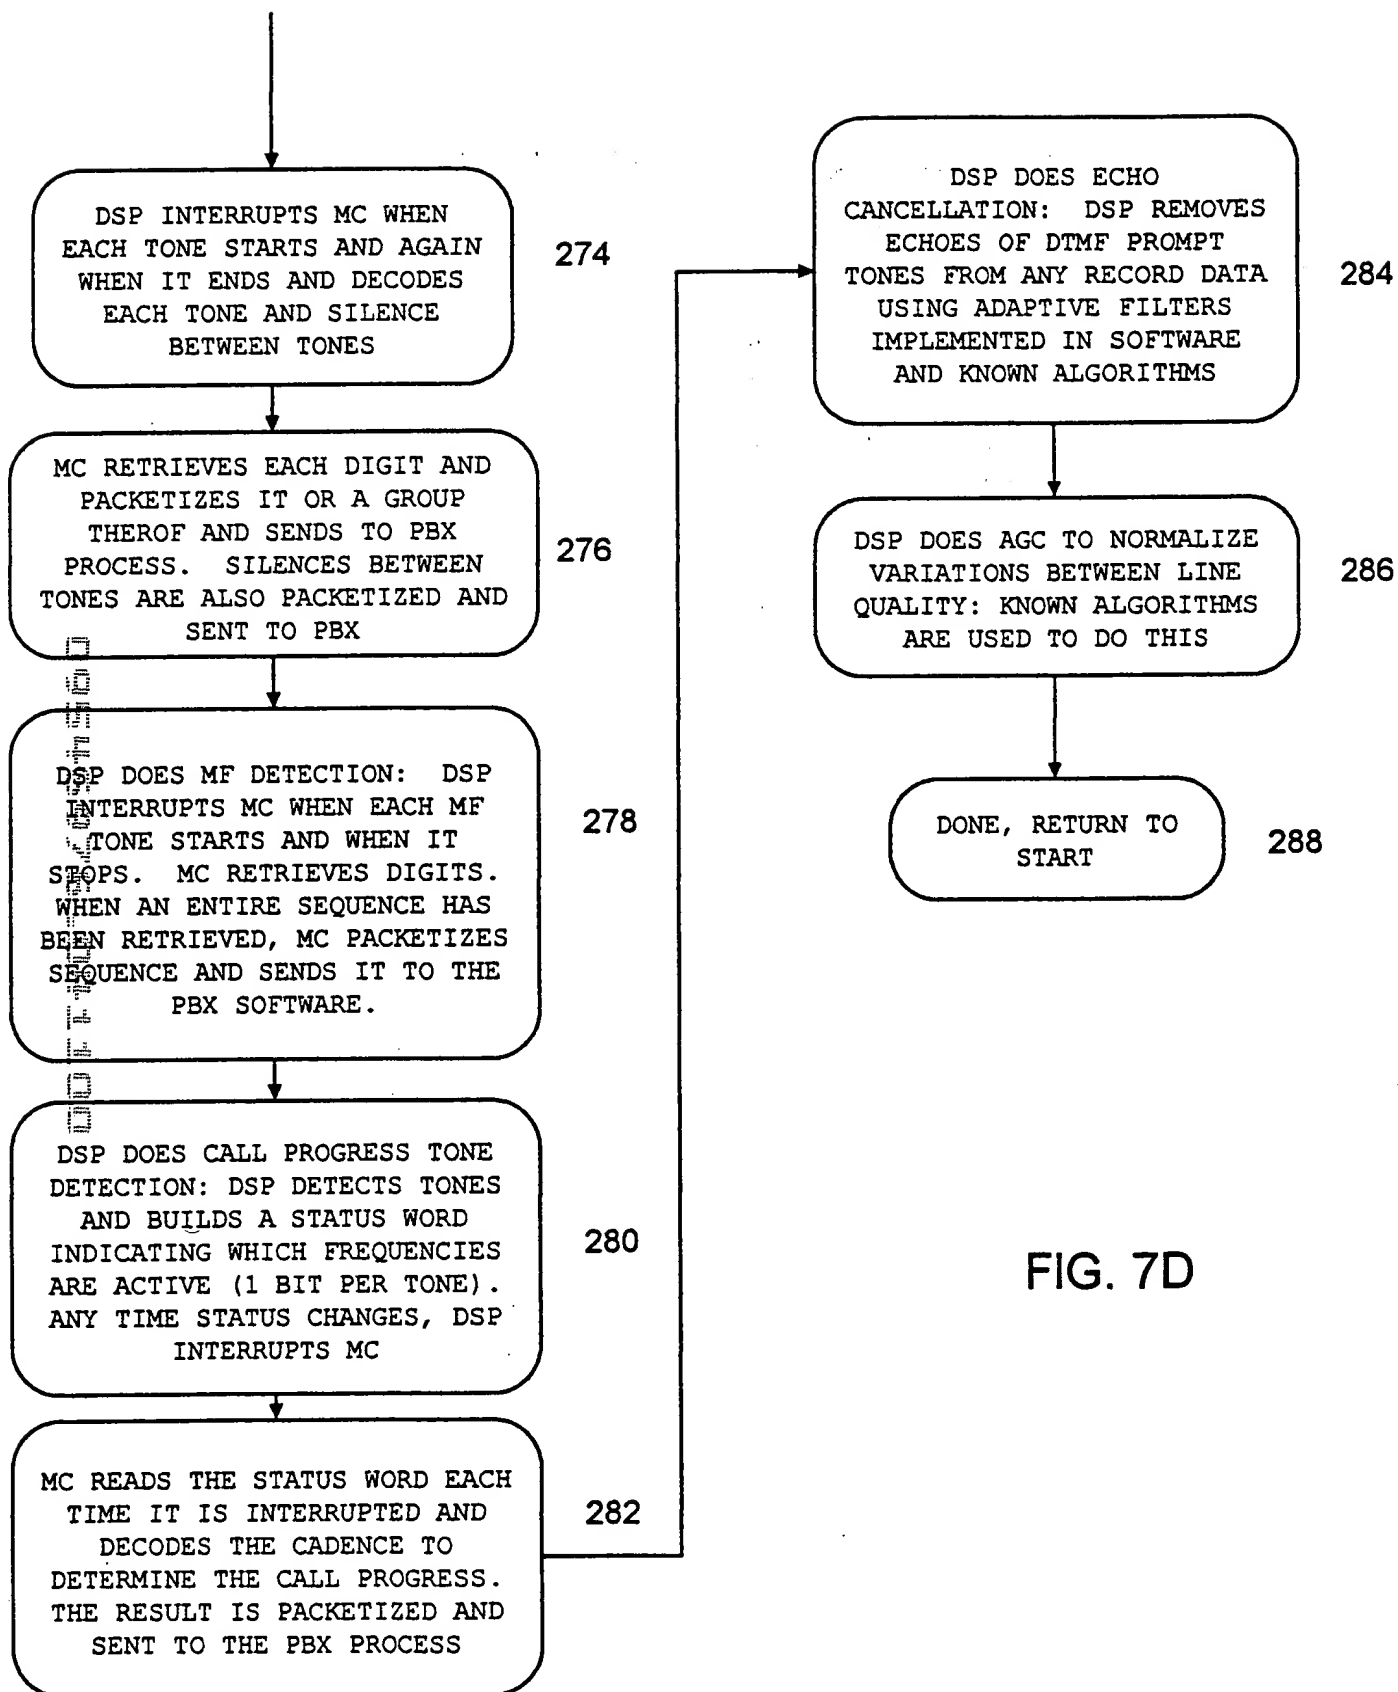 DSP INTERRUPTS MC WHEN
EACH TONE STARTS AND AGAIN
WHEN IT ENDS AND DECODES
EACH TONE AND SILENCE
BETWEEN TONES
274
MC RETRIEVES EACH DIGIT AND
PACKETIZES IT OR A GROUP
THEROF AND SENDS TO PBX
PROCESS. SILENCES BETWEEN
TONES ARE ALSO PACKETIZED AND
SENT TO PBX
276
DSP DOES MF DETECTION: DSP
INTERRUPTS MC WHEN EACH MF
TONE STARTS AND WHEN IT
STOPS. MC RETRIEVES DIGITS.
WHEN AN ENTIRE SEQUENCE HAS
BEEN RETRIEVED, MC PACKETIZES
SEQUENCE AND SENDS IT TO THE
PBX SOFTWARE.
278
DSP DOES CALL PROGRESS TONE
DETECTION: DSP DETECTS TONES
AND BUILDS A STATUS WORD
INDICATING WHICH FREQUENCIES
ARE ACTIVE (1 BIT PER TONE).
ANY TIME STATUS CHANGES, DSP
INTERRUPTS MC
280
MC READS THE STATUS WORD EACH
TIME IT IS INTERRUPTED AND
DECODES THE CADENCE TO
DETERMINE THE CALL PROGRESS.
THE RESULT IS PACKETIZED AND
SENT TO THE PBX PROCESS
282
DSP DOES ECHO
CANCELLATION: DSP REMOVES
ECHOES OF DTMF PROMPT
TONES FROM ANY RECORD DATA
USING ADAPTIVE FILTERS
IMPLEMENTED IN SOFTWARE
AND KNOWN ALGORITHMS
284
DSP DOES AGC TO NORMALIZE
VARIATIONS BETWEEN LINE
QUALITY: KNOWN ALGORITHMS
ARE USED TO DO THIS
286
DONE, RETURN TO
START
288
FIG. 7D